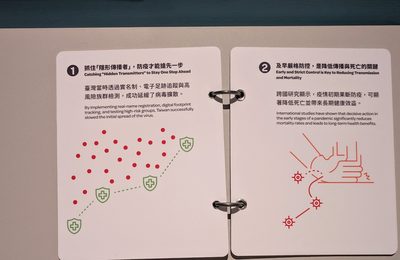 1
抓住「隱形傳播者」，防疫才能搶先一步
Catching "Hidden Transmitters" to Stay One Step Ahead
臺灣當時透過實名制、電子足跡追蹤與高
風險族群檢測，成功延緩了病毒擴散。
By implementing real-name registration, digital footprint
tracking, and testing high-risk groups, Taiwan successfully
slowed the initial spread of the virus.
2
及早嚴格防控，是降低傳播與死亡的關鍵
Early and Strict Control is Key to Reducing Transmission
and Mortality
跨國研究顯示，疫情初期果斷防疫，可顯
著降低死亡並帶來長期健康效益。
International studies have shown that decisive action in
the early stages of a pandemic significantly reduces
mortality rates and leads to long-term health benefits.